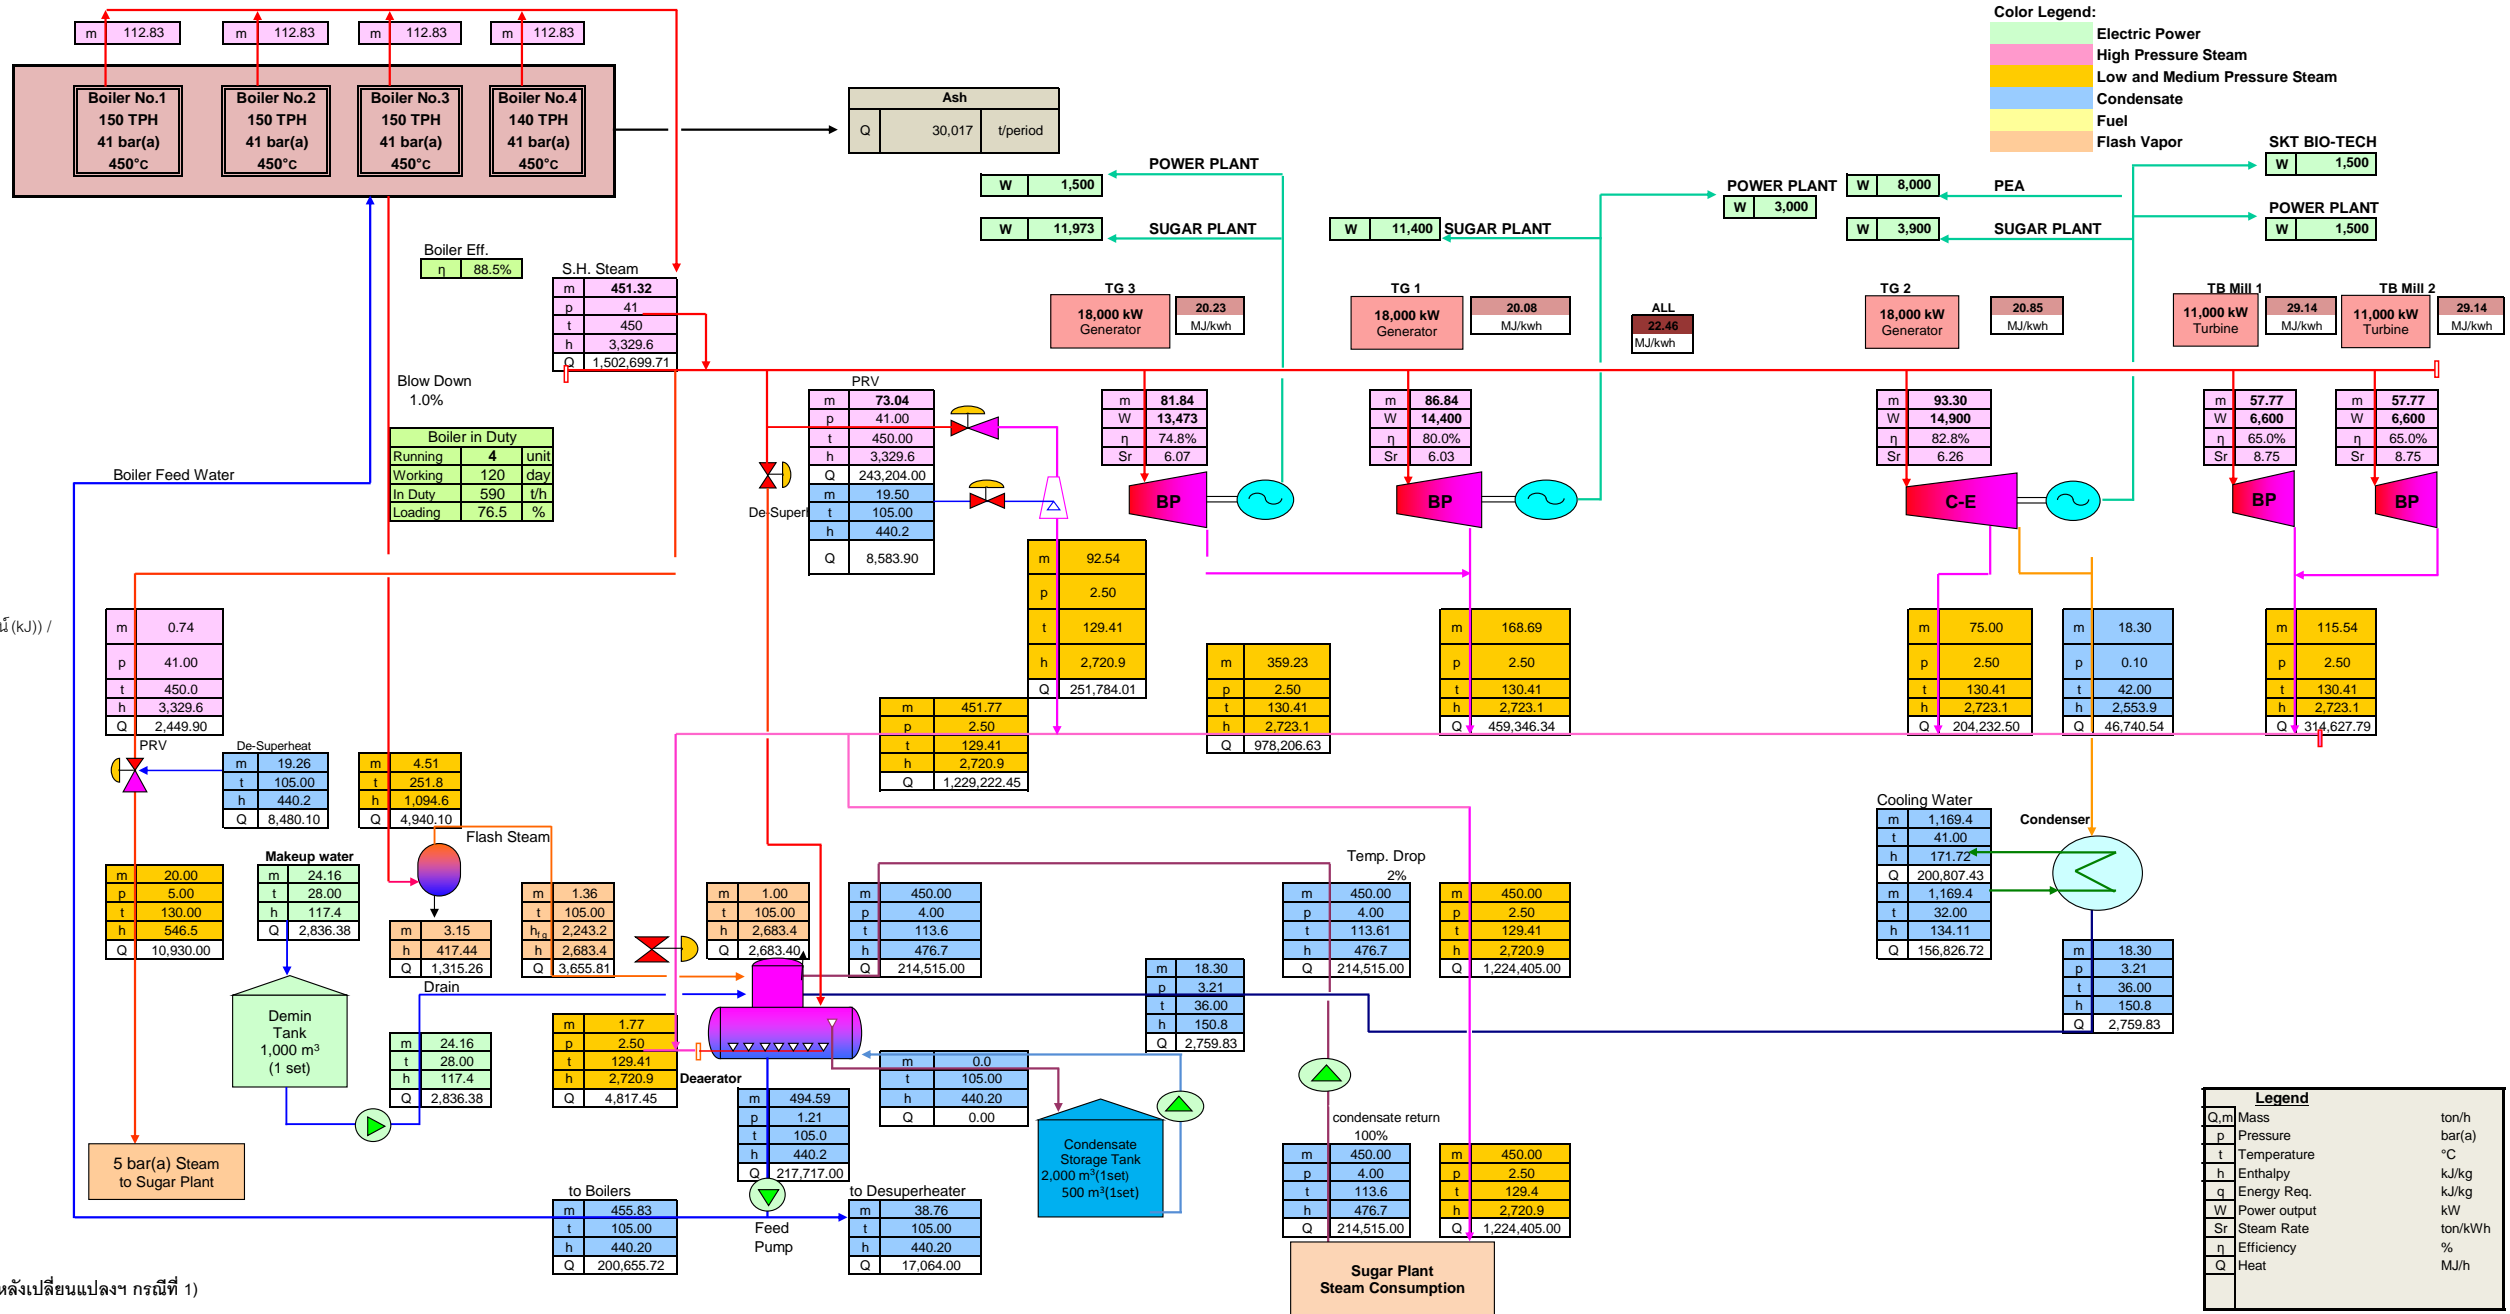 Color Legend:
Electric Power
High Pressure Steam
Low and Medium Pressure Steam
Condensate
Fuel
Flash Vapor
m 112.83
m 112.83
m 112.83
m 112.83
Boiler No.1
150 TPH
41 bar(a)
450°C
Boiler No.2
150 TPH
41 bar(a)
450°C
Boiler No.3
150 TPH
41 bar(a)
450°C
Boiler No.4
140 TPH
41 bar(a)
450°C
Ash
Q 30,017 t/period
POWER PLANT
W 1,500
W 11,973 SUGAR PLANT
W 11,400 SUGAR PLANT
POWER PLANT
W 3,000
W 8,000 PEA
W 3,900 SUGAR PLANT
SKT BIO-TECH
W 1,500
POWER PLANT
W 1,500
Boiler Eff.
η 88.5%
S.H. Steam
m 451.32
p 41
t 450
h 3,329.6
Q 1,502,699.71
TG 3
18,000 kW
Generator
20.23
MJ/kwh
TG 1
18,000 kW
Generator
20.08
MJ/kwh
ALL
22.46
MJ/kwh
TG 2
18,000 kW
Generator
20.85
MJ/kwh
TB Mill 1
11,000 kW
Turbine
29.14
MJ/kwh
TB Mill 2
11,000 kW
Turbine
29.14
MJ/kwh
Blow Down
1.0%
Boiler in Duty
Running 4 unit
Working 120 day
In Duty 590 t/h
Loading 76.5 %
Boiler Feed Water
PRV
m 73.04
p 41.00
t 450.00
h 3,329.6
Q 243,204.00
De-Superh
m 19.50
t 105.00
h 440.2
Q 8,583.90
m 81.84
W 13,473
η 74.8%
Sr 6.07
BP
m 86.84
W 14,400
η 80.0%
Sr 6.03
BP
m 93.30
W 14,900
η 82.8%
Sr 6.26
C-E
m 57.77
W 6,600
η 65.0%
Sr 8.75
BP
m 57.77
W 6,600
η 65.0%
Sr 8.75
BP
m 92.54
p 2.50
t 129.41
h 2,720.9
Q 251,784.01
น์ (kJ)) /
m 0.74
p 41.00
t 450.0
h 3,329.6
Q 2,449.90
m 451.77
p 2.50
t 129.41
h 2,720.9
Q 1,229,222.45
m 359.23
p 2.50
t 130.41
h 2,723.1
Q 978,206.63
m 168.69
p 2.50
t 130.41
h 2,723.1
Q 459,346.34
m 75.00
p 2.50
t 130.41
h 2,723.1
Q 204,232.50
m 18.30
p 0.10
t 42.00
h 2,553.9
Q 46,740.54
m 115.54
p 2.50
t 130.41
h 2,723.1
Q 314,627.79
PRV
De-Superheat
m 19.26
t 105.00
h 440.2
Q 8,480.10
m 4.51
t 251.8
h 1,094.6
Q 4,940.10
Flash Steam
Cooling Water
m 1,169.4
t 41.00
h 171.72
Q 200,807.43
m 1,169.4
t 32.00
h 134.11
Q 156,826.72
Condenser
m 20.00
p 5.00
t 130.00
h 546.5
Q 10,930.00
Makeup water
m 24.16
t 28.00
h 117.4
Q 2,836.38
m 3.15
h 417.44
Q 1,315.26
Drain
m 1.36
t 105.00
hfg 2,243.2
h 2,683.4
Q 3,655.81
m 1.00
t 105.00
h 2,683.4
Q 2,683.40
m 450.00
p 4.00
t 113.6
h 476.7
Q 214,515.00
Temp. Drop
2%
m 450.00
p 4.00
t 113.61
h 476.7
Q 214,515.00
m 450.00
p 2.50
t 129.41
h 2,720.9
Q 1,224,405.00
m 18.30
p 3.21
t 36.00
h 150.8
Q 2,759.83
m 18.30
p 3.21
t 36.00
h 150.8
Q 2,759.83
Demin
Tank
1,000 m³
(1 set)
m 24.16
t 28.00
h 117.4
Q 2,836.38
m 1.77
p 2.50
t 129.41
h 2,720.9
Q 4,817.45
Deaerator
m 494.59
p 1.21
t 105.0
h 440.2
Q 217,717.00
m 0.0
t 105.00
h 440.20
Q 0.00
Condensate
Storage Tank
2,000 m³(1set)
500 m³(1set)
condensate return
100%
m 450.00
p 4.00
t 113.6
h 476.7
Q 214,515.00
m 450.00
p 2.50
t 129.4
h 2,720.9
Q 1,224,405.00
5 bar(a) Steam
to Sugar Plant
to Boilers
m 455.83
t 105.00
h 440.20
Q 200,655.72
Feed
Pump
to Desuperheater
m 38.76
t 105.00
h 440.20
Q 17,064.00
Sugar Plant
Steam Consumption
Legend
Q,m Mass ton/h
p Pressure bar(a)
t Temperature °C
h Enthalpy kJ/kg
q Energy Req. kJ/kg
W Power output kW
Sr Steam Rate ton/kWh
η Efficiency %
Q Heat MJ/h
หลังเปลี่ยนแปลงฯ กรณีที่ 1)